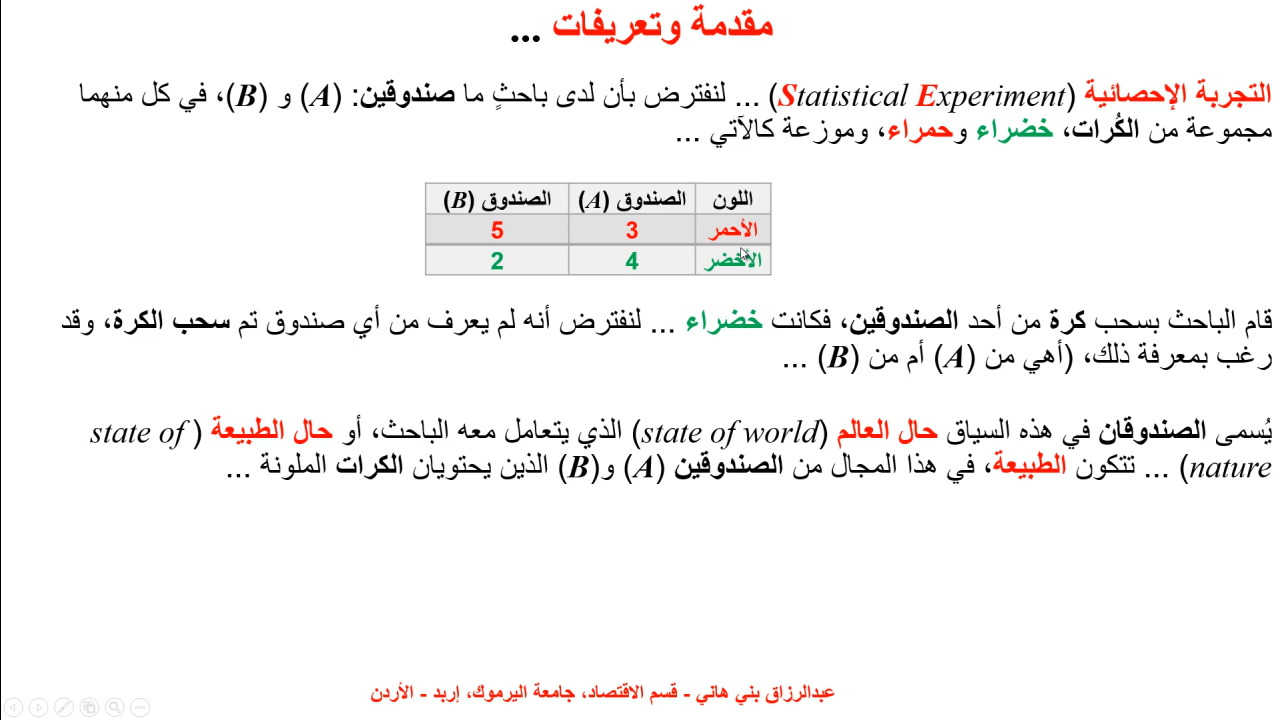 مقدمة وتعريفات ...
التجربة الإحصائية (Statistical Experiment) ... لنفترض بأن لدى باحثٍ ما صندوقين: (A) و (B)، في كل منهما
مجموعة من الكُرات، خضراء وحمراء، وموزعة كالآتي ...
اللون الصندوق (A) الصندوق (B)
الأحمر 3 5
الأخضر 4 2
قام الباحث بسحب كرة من أحد الصندوقين، فكانت خضراء ... لنفترض أنه لم يعرف من أي صندوق تم سحب الكرة، وقد
رغب بمعرفة ذلك، (أهي من (A) أم من (B) ...
يُسمى الصندوقان في هذه السياق حال العالم (state of world) الذي يتعامل معه الباحث، أو حال الطبيعة (state of
nature) ... تتكون الطبيعة، في هذا المجال من الصندوقين (A) و(B) الذين يحتويان الكرات الملونة ...
عبدالرزاق بني هاني - قسم الاقتصاد، جامعة اليرموك، إربد - الأردن